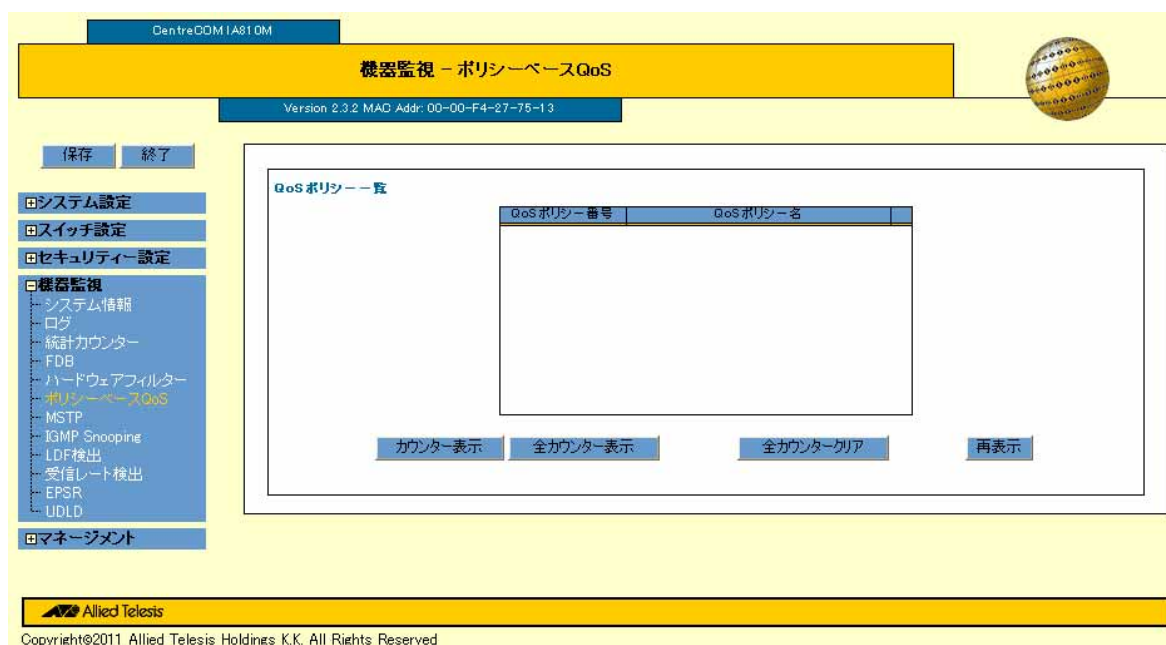 CentreCOM IA810M
機器監視 − ポリシーベースQoS
Version 2.3.2 MAC Addr: 00-00-F4-27-75-13
保存 終了
システム設定
スイッチ設定
セキュリティー設定
機器監視
システム情報
ログ
統計カウンター
FDB
ハードウェアフィルター
ポリシーベースQoS
MSTP
IGMP Snooping
LDF検出
受信レート検出
EPSR
UDLD
マネージメント
QoSポリシー一覧
QoSポリシー番号 QoSポリシー名
カウンター表示 全カウンター表示 全カウンタークリア 再表示
Allied Telesis
Copyright©2011 Allied Telesis Holdings K.K. All Rights Reserved